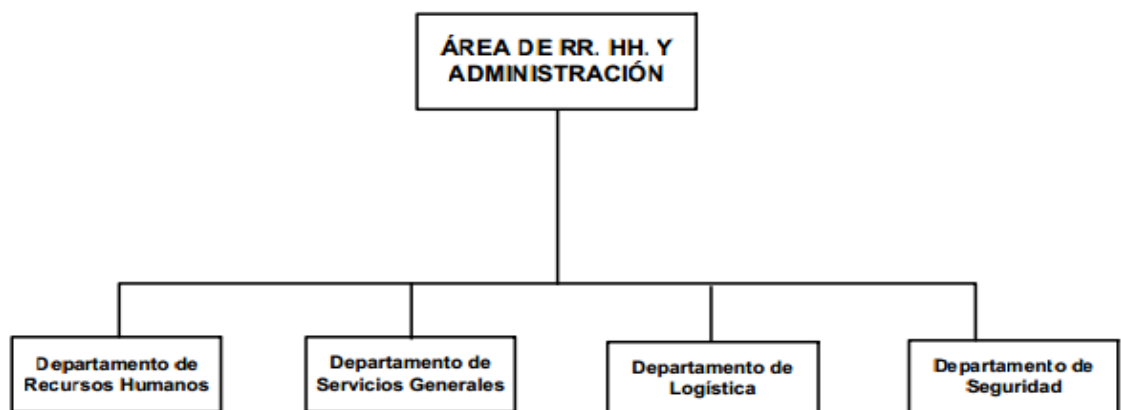 ÁREA DE RR. HH. Y
ADMINISTRACIÓN
Departamento de
Recursos Humanos
Departamento de
Servicios Generales
Departamento de
Logística
Departamento de
Seguridad